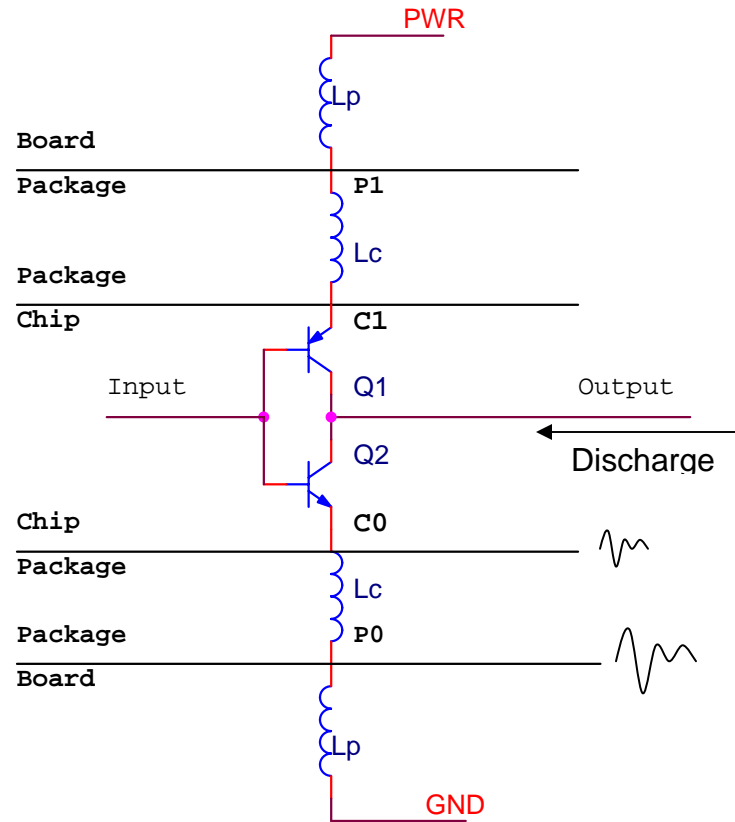 PWR
Lp
Board
Package
P1
Lc
Package
Chip
C1
Input
Q1
Output
Q2
Discharge
Chip
C0
Package
Lc
Package
P0
Board
Lp
GND